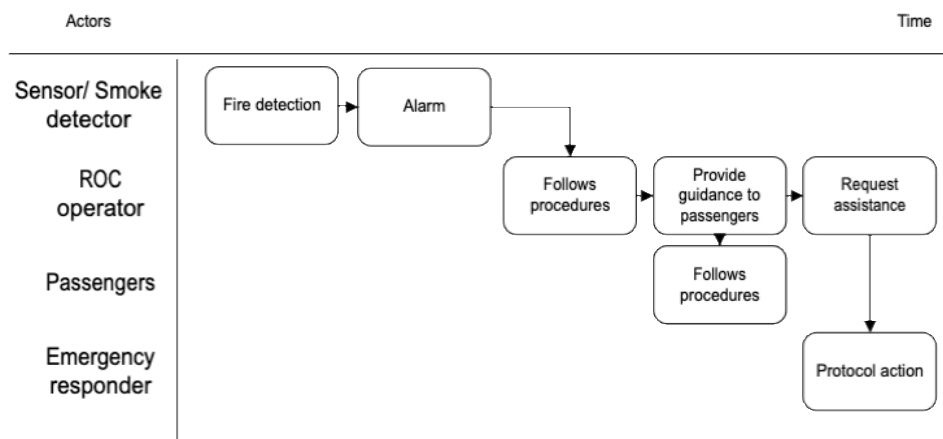 Actors
Time
Sensor/ Smoke
detector
Fire detection
Alarm
ROC
operator
Follows
procedures
Provide
guidance to
passengers
Request
assistance
Passengers
Follows
procedures
Emergency
responder
Protocol action